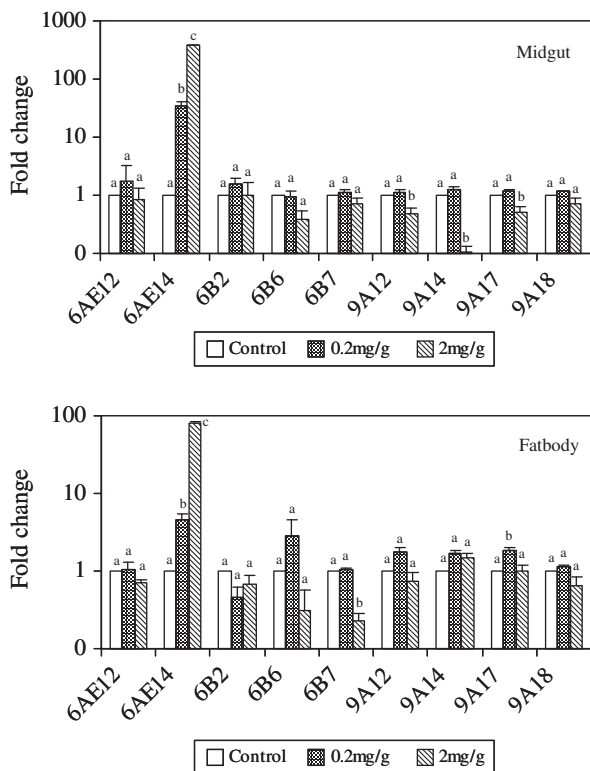 1000
Midgut
100
10
1
0
Fold change
a a a a b c a a a a a a a a a a a b a a b a a b a a a
6AE12 6AE14 6B2 6B6 6B7 9A12 9A14 9A17 9A18
Control 0.2mg/g 2mg/g
100
Fatbody
10
1
0
Fold change
a a a a b c a a a a a a a a b a a a a a a a b a a a a
6AE12 6AE14 6B2 6B6 6B7 9A12 9A14 9A17 9A18
Control 0.2mg/g 2mg/g